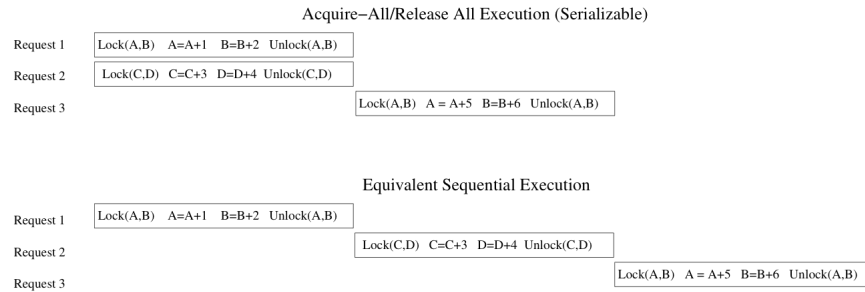 Acquire−All/Release All Execution (Serializable)
Request 1 Lock(A,B) A=A+1 B=B+2 Unlock(A,B)
Request 2 Lock(C,D) C=C+3 D=D+4 Unlock(C,D)
Request 3 Lock(A,B) A = A+5 B=B+6 Unlock(A,B)
Equivalent Sequential Execution
Request 1 Lock(A,B) A=A+1 B=B+2 Unlock(A,B)
Request 2 Lock(C,D) C=C+3 D=D+4 Unlock(C,D)
Request 3 Lock(A,B) A = A+5 B=B+6 Unlock(A,B)